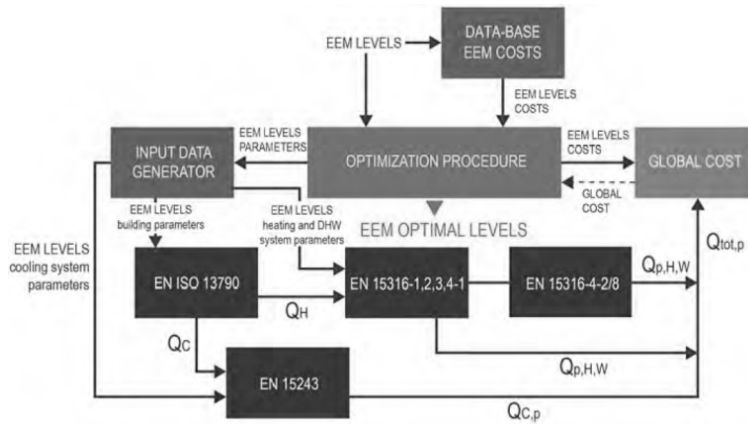 EEM LEVELS
DATA-BASE
EEM COSTS
EEM LEVELS
COSTS
EEM LEVELS
PARAMETERS
EEM LEVELS
COSTS
INPUT DATA
GENERATOR
OPTIMIZATION PROCEDURE
GLOBAL COST
GLOBAL
COST
EEM LEVELS
building parameters
EEM LEVELS
heating and DHW
system parameters
EEM OPTIMAL LEVELS
EEM LEVELS
cooling system
parameters
Qtot,p
EN ISO 13790
QH
EN 15316-1,2,3,4-1
EN 15316-4-2/8
Qp,H,W
QC
Qp,H,W
EN 15243
QC,p